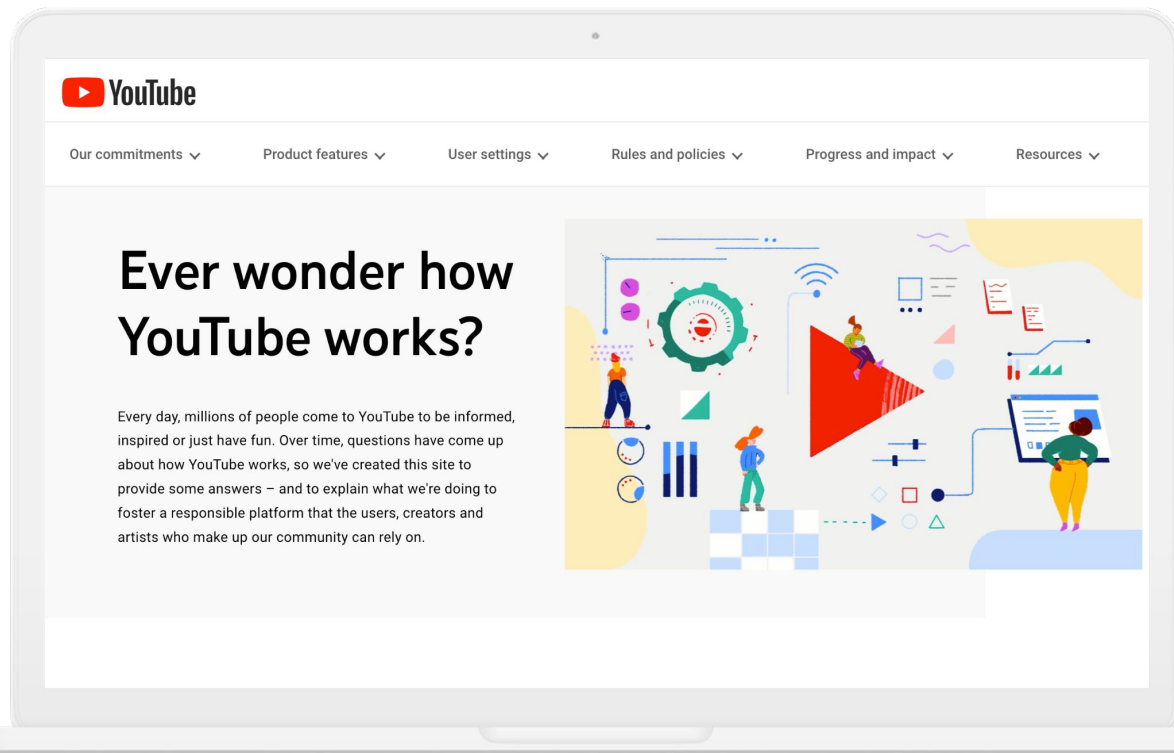 YouTube
Our commitments
Product features
User settings
Rules and policies
Progress and impact
Resources
Ever wonder how
YouTube works?
Every day, millions of people come to YouTube to be informed,
inspired or just have fun. Over time, questions have come up
about how YouTube works, so we've created this site to
provide some answers – and to explain what we're doing to
foster a responsible platform that the users, creators and
artists who make up our community can rely on.